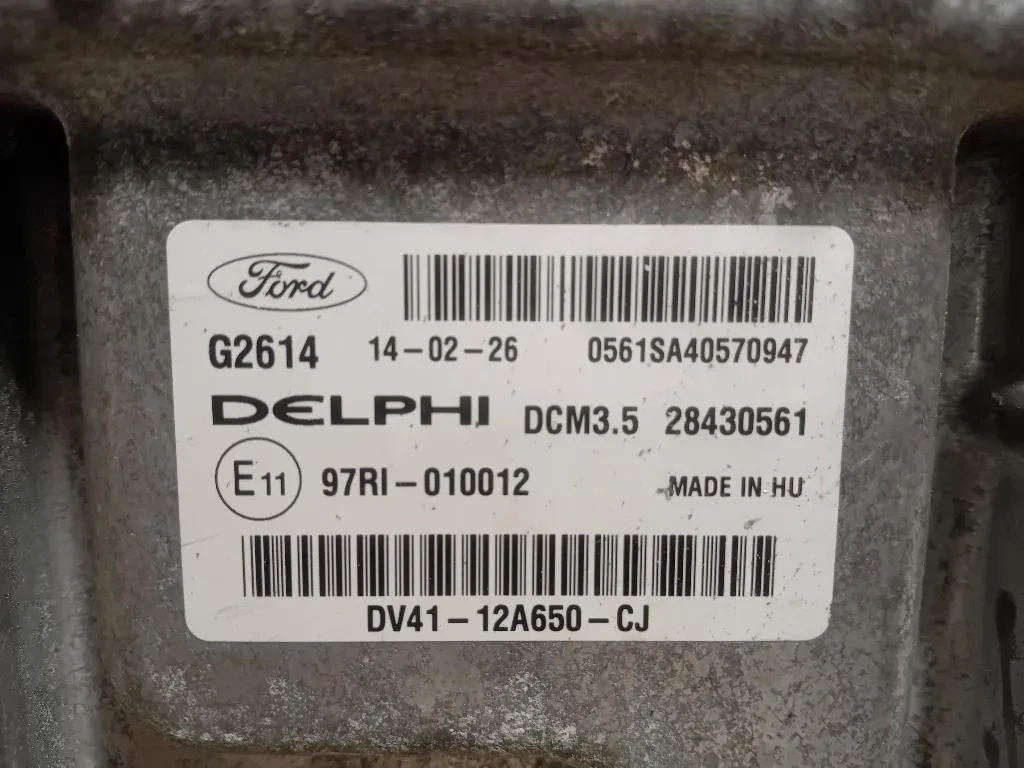 Ford
G2614 14-02-26 0561SA40570947
DELPHI DCM3.5 28430561
E11 97RI-010012 MADE IN HU
DV41-12A650-CJ